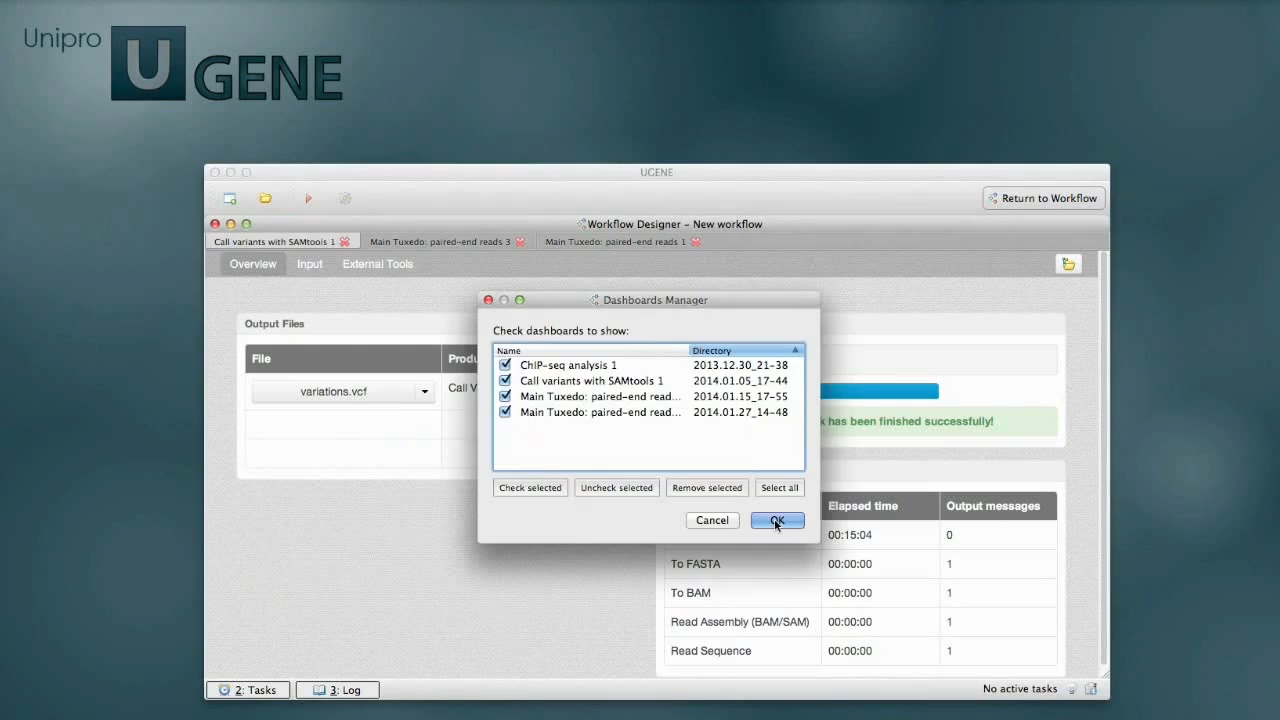 Unipro
UGENE
UGENE
Return to Workflow
Workflow Designer - New workflow
Call variants with SAMtools 1
Main Tuxedo: paired-end reads 3
Main Tuxedo: paired-end reads 1
Overview
Input
External Tools
Dashboards Manager
Check dashboards to show:
Name
Directory
ChIP-seq analysis 1
2013.12.30_21-38
Call variants with SAMtools 1
2014.01.05_17-44
Main Tuxedo: paired-end read...
2014.01.15_17-55
Main Tuxedo: paired-end read...
2014.01.27_14-48
Check selected
Uncheck selected
Remove selected
Select all
Cancel
OK
Output Files
File
Produ
variations.vcf
Call V
k has been finished successfully!
Elapsed time
Output messages
00:15:04
0
To FASTA
00:00:00
1
To BAM
00:00:00
1
Read Assembly (BAM/SAM)
00:00:00
1
Read Sequence
00:00:00
1
2: Tasks
3: Log
No active tasks